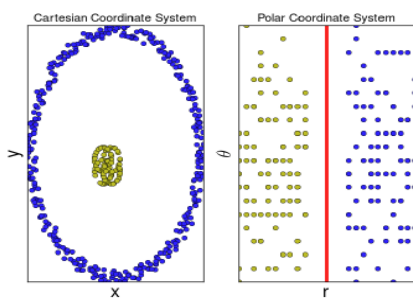 Cartesian Coordinate System
Polar Coordinate System
y
x
θ
r